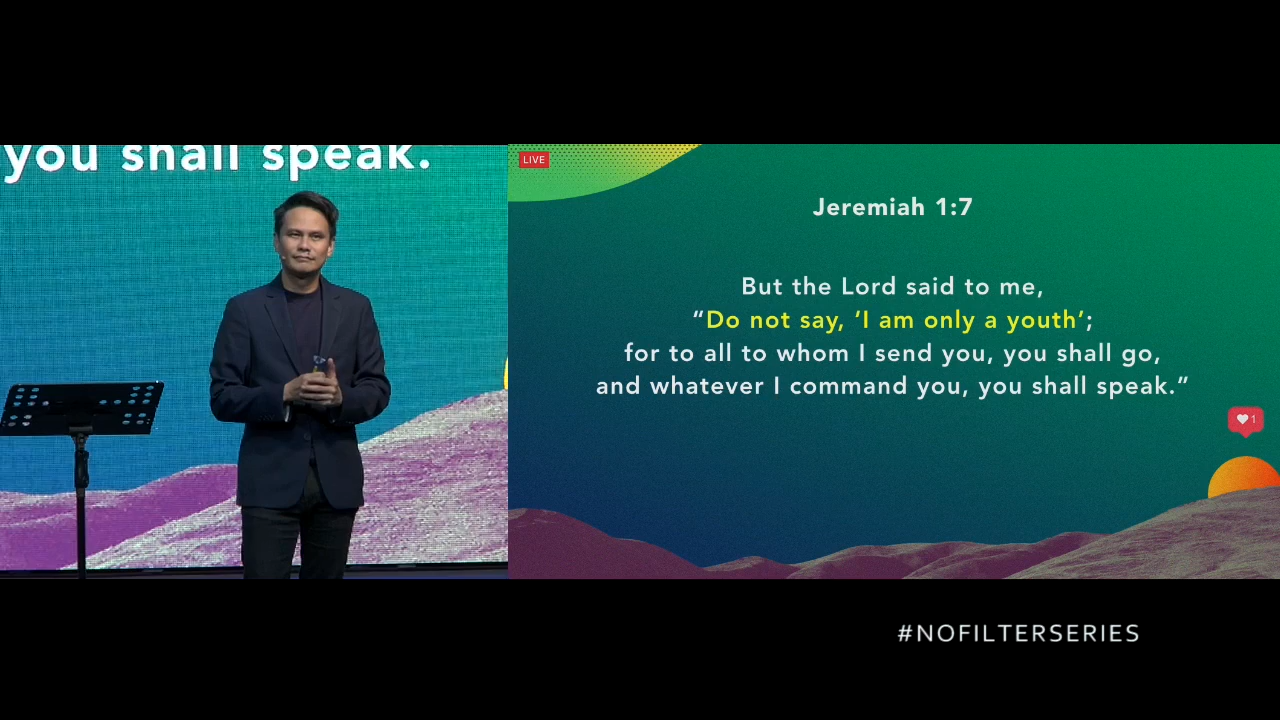 you shall speak.
LIVE
Jeremiah 1:7
But the Lord said to me,
“Do not say, ‘I am only a youth’;
for to all to whom I send you, you shall go,
and whatever I command you, you shall speak.”
1
#NOFILTERSERIES